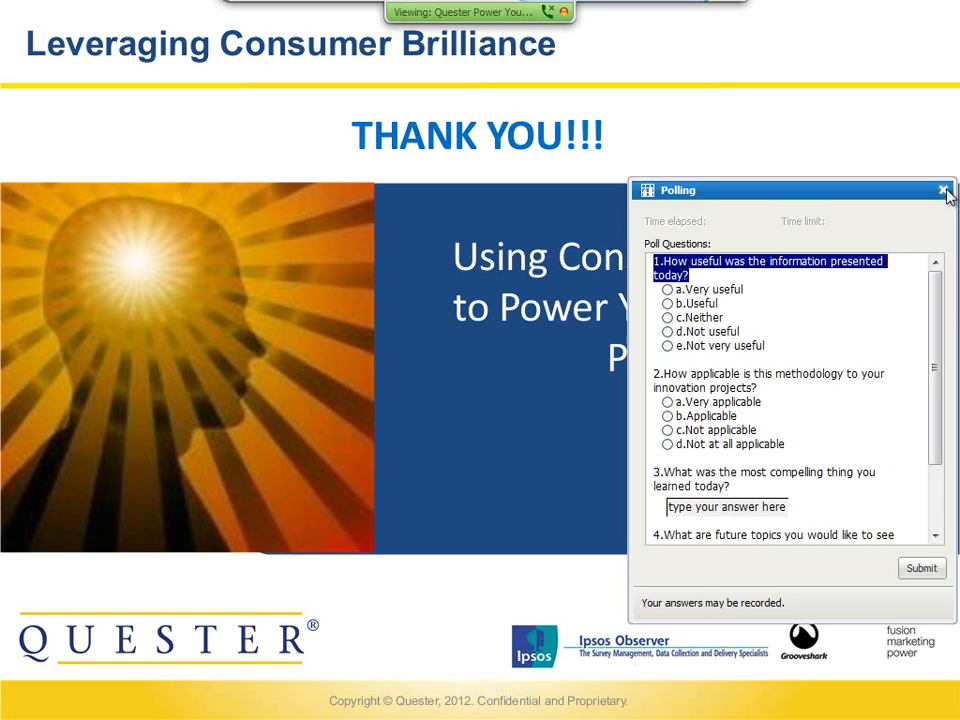 Viewing: Quester Power You...
Leveraging Consumer Brilliance
THANK YOU!!!
Using Con
to Power Y
P
Polling
Time elapsed: Time limit:
Poll Questions:
1.How useful was the information presented
today?
a.Very useful
b.Useful
c.Neither
d.Not useful
e.Not very useful
2.How applicable is this methodology to your
innovation projects?
a.Very applicable
b.Applicable
c.Not applicable
d.Not at all applicable
3.What was the most compelling thing you
learned today?
type your answer here
4.What are future topics you would like to see
Submit
Your answers may be recorded.
QUESTER®
Ipsos
Ipsos Observer
The Survey Management, Data Collection and Delivery Specialists
Grooveshark
fusion
marketing
power
Copyright © Quester, 2012. Confidential and Proprietary.